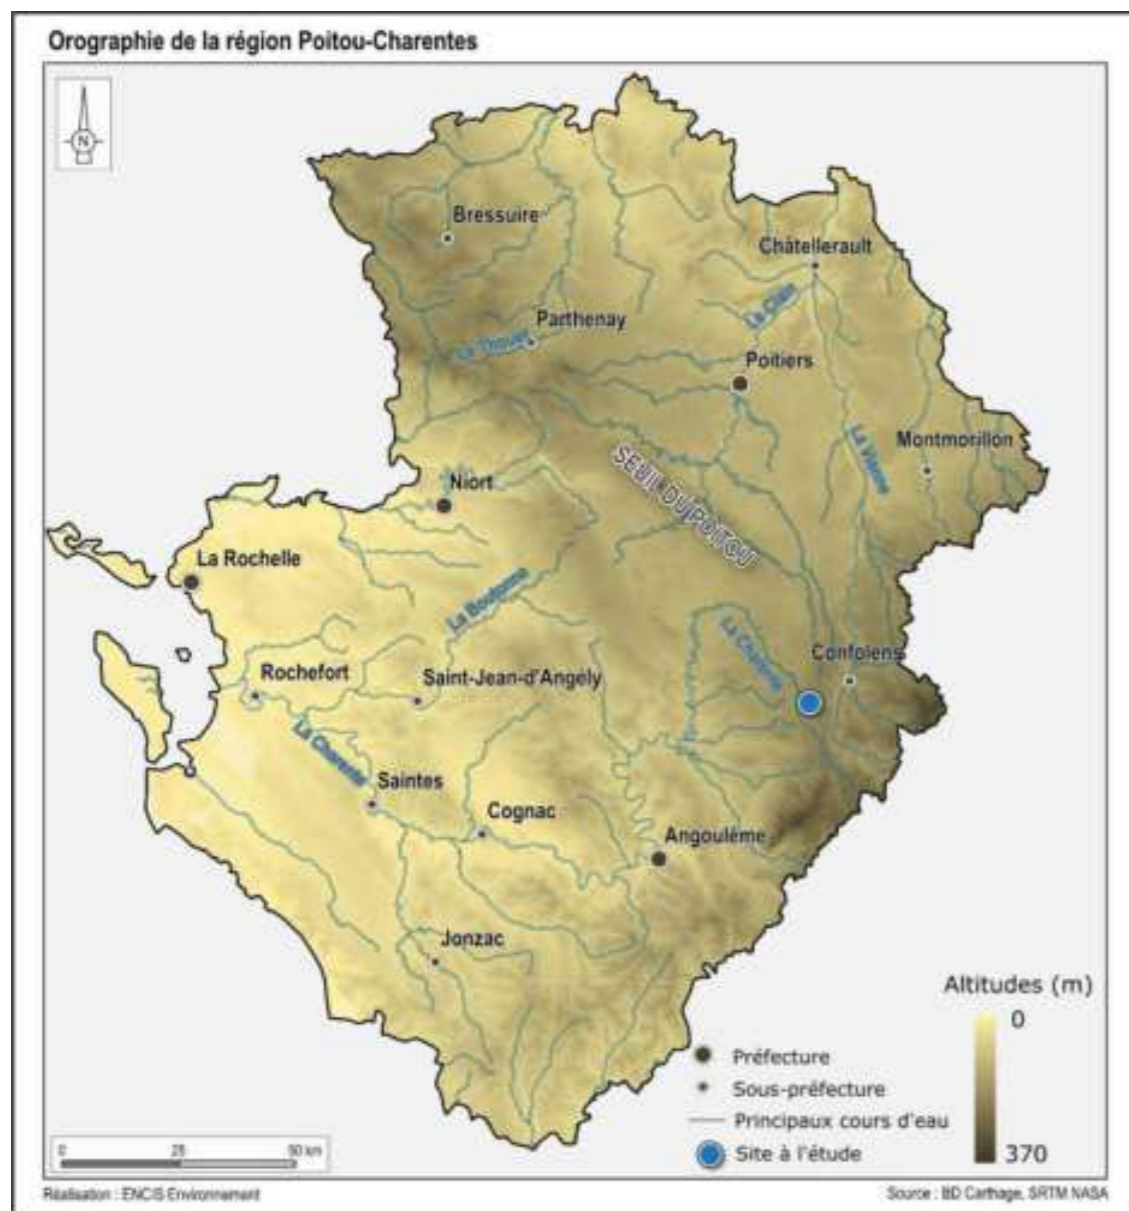 Orographie de la région Poitou-Charentes
N
Bressuire
Châtellerault
Le Clain
Parthenay
Le Thouet
Poitiers
Montmorillon
La Vienne
SEUIL DU POITOU
Niort
La Rochelle
La Boutonne
La Charente
Confolens
Rochefort
Saint-Jean-d'Angély
La Charente
Saintes
Cognac
Angoulême
Jonzac
Altitudes (m)
0
370
Préfecture
Sous-préfecture
Principaux cours d'eau
Site à l'étude
0 25 50 km
Réalisation : ENCIS Environnement
Source : BD Carthage, SRTM NASA